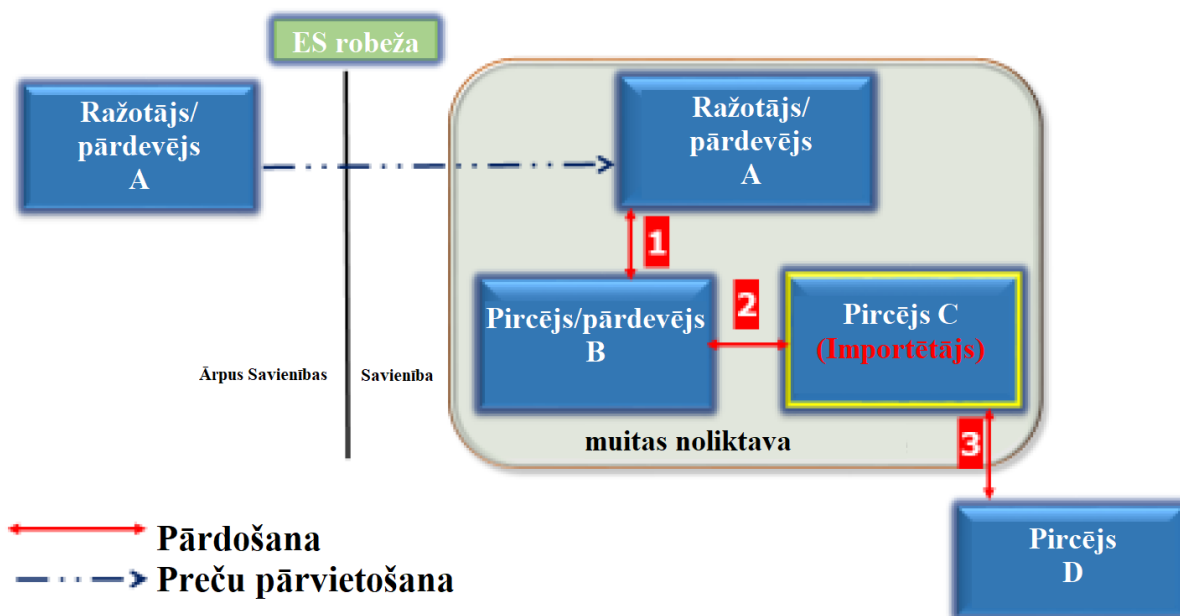 ES robeža
Ražotājs/
pārdevējs
A
Ražotājs/
pārdevējs
A
1
Pircējs/pārdevējs
B
2
Pircējs C
(Importētājs)
Ārpus Savienības
Savienība
muitas noliktava
3
Pircējs
D
Pārdošana
Preču pārvietošana